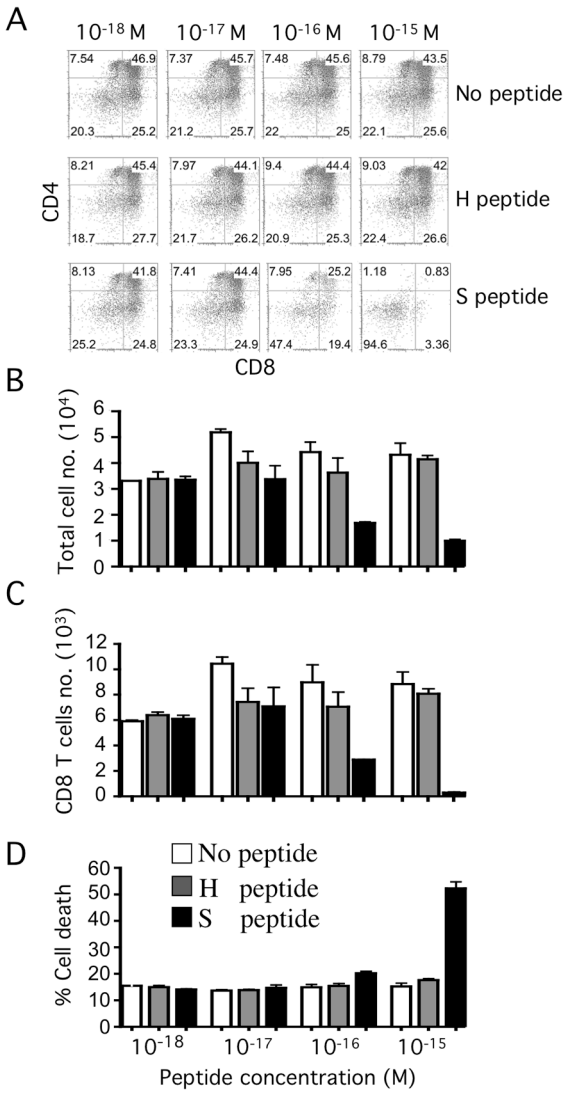 A
10-18 M 10-17 M 10-16 M 10-15 M
7.54 46.9 7.37 45.7 7.48 45.6 8.79 43.5
No peptide
20.3 25.2 21.2 25.7 22 25 22.1 25.6
8.21 45.4 7.97 44.1 9.4 44.4 9.03 42
CD4
H peptide
18.7 27.7 21.7 26.2 20.9 25.3 22.4 26.6
8.13 41.8 7.41 44.4 7.95 25.2 1.18 0.83
S peptide
25.2 24.8 23.3 24.9 47.4 19.4 94.6 3.36
CD8
B
Total cell no. (104)
6
5
4
3
2
1
0
C
CD8 T cells no. (103)
12
10
8
6
4
2
0
D
No peptide
H peptide
S peptide
% Cell death
60
50
40
30
20
10
0
10-18 10-17 10-16 10-15
Peptide concentration (M)